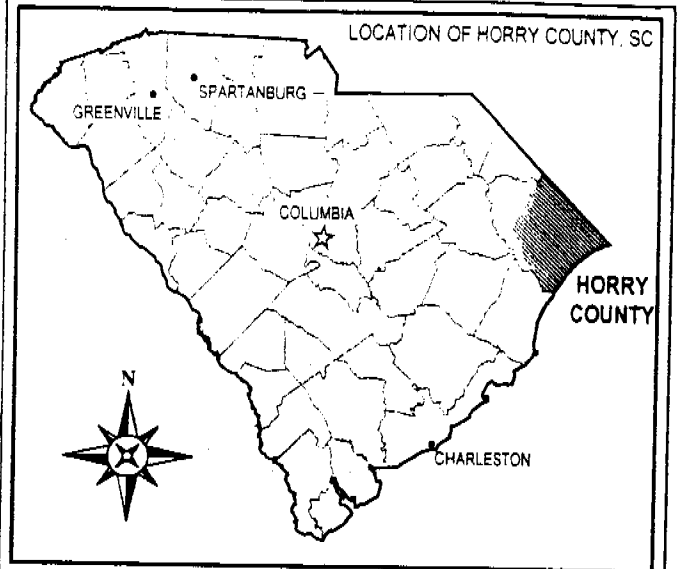 LOCATION OF HORRY COUNTY, SC
SPARTANBURG
GREENVILLE
COLUMBIA
HORRY
COUNTY
N
CHARLESTON